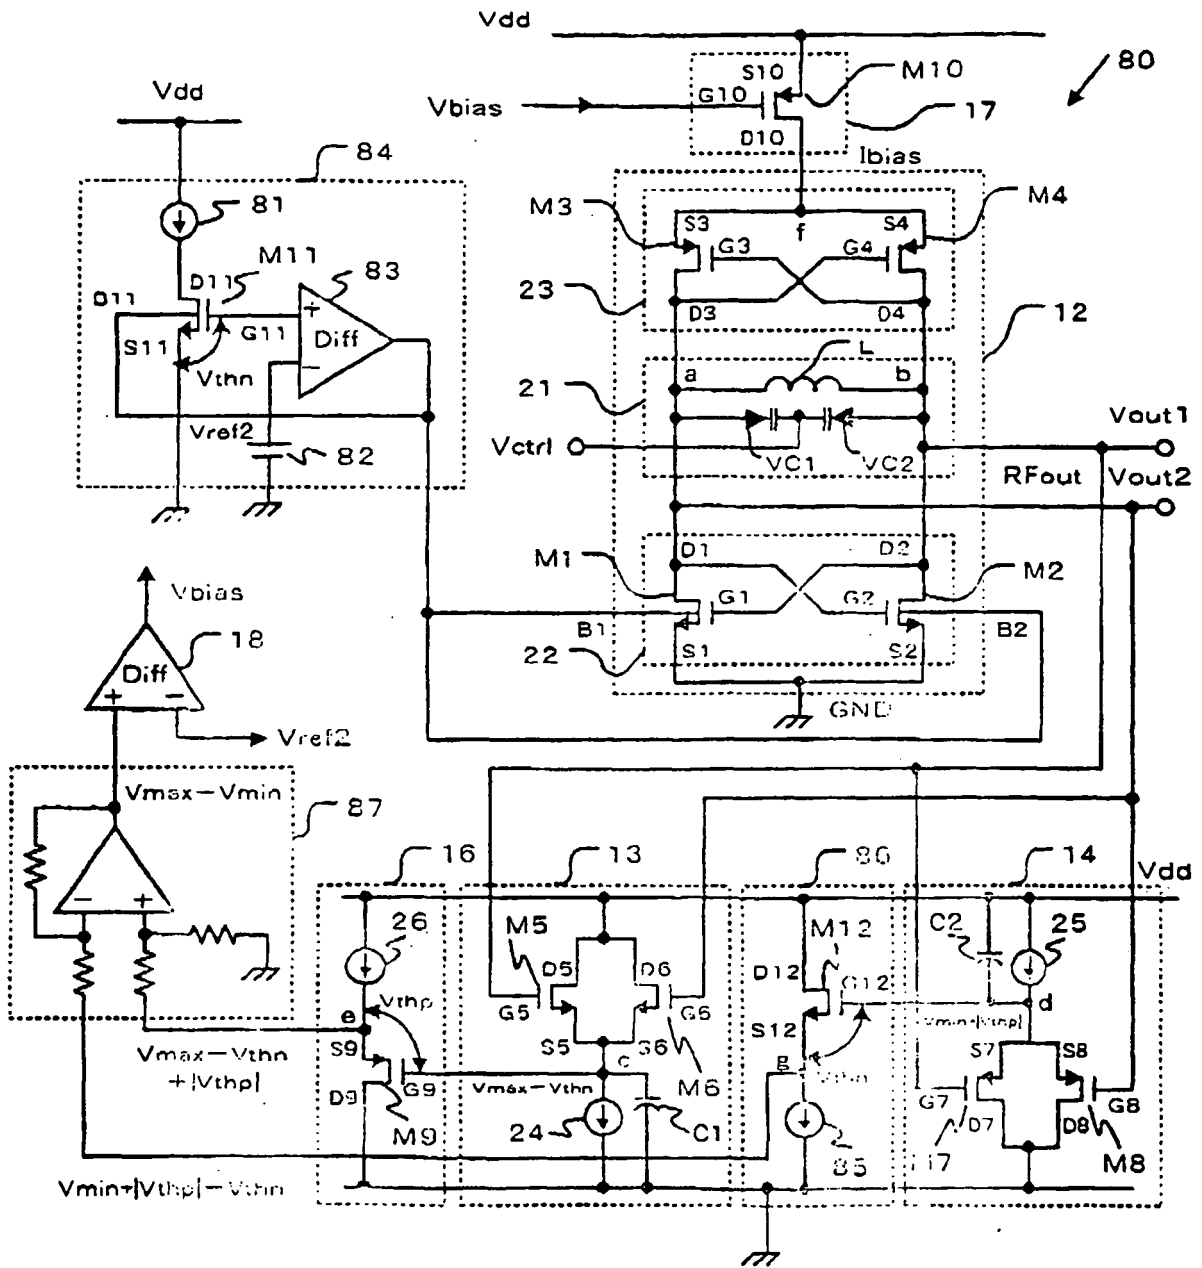 Vdd
80
S10
M10
Vdd
G10
Vbias
17
D10
84
Ibias
M3
M4
81
S3
f
S4
M11
G3
G4
D11
83
23
B11
+
D3
D4
12
G11
Diff
S11
L
Vthn
−
a
b
21
Vout1
Vref2
Vctrl
82
VC1
VC2
RFout
Vout2
D1
D2
M1
M2
Vbias
G1
G2
18
B1
B2
Diff
S1
S2
22
+
−
GND
Vref2
Vmax−Vmin
87
16
13
86
14
Vdd
−
+
26
M5
C2
25
M12
D5
D6
D12
G12
Vthp
G5
G6
d
e
S12
Vmin+|Vthp|
S9
S5
S6
S7
S8
Vmax−Vthn
+|Vthp|
c
g
G9
Vmax−Vthn
M6
Vthn
G7
G8
D9
D7
D8
24
C1
M9
85
M7
M8
Vmin+|Vthp|−Vthn